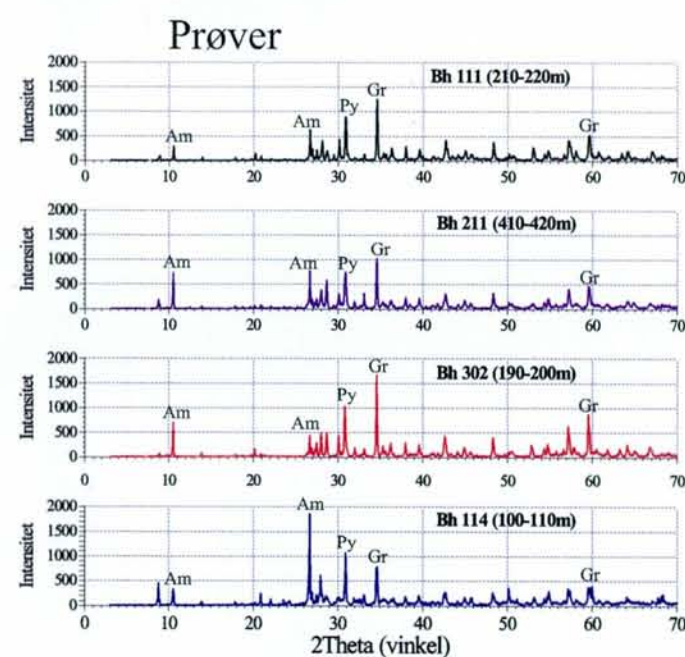 Prøver
Intensitet
2000
1500
1000
500
0
Bh 111 (210-220m)
Am
Am
Py
Gr
Gr
0 10 20 30 40 50 60 70
Intensitet
2000
1500
1000
500
0
Bh 211 (410-420m)
Am
Am
Py
Gr
Gr
0 10 20 30 40 50 60 70
Intensitet
2000
1500
1000
500
0
Bh 302 (190-200m)
Am
Am
Py
Gr
Gr
0 10 20 30 40 50 60 70
Intensitet
2000
1500
1000
500
0
Bh 114 (100-110m)
Am
Am
Py
Gr
Gr
0 10 20 30 40 50 60 70
2Theta (vinkel)